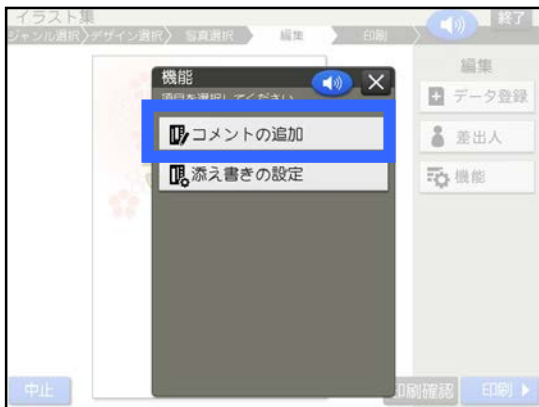 イラスト集
終了
ジャンル選択〉デザイン選択〉 写真選択 〉 編集 〉 印刷
編集
データ登録
差出人
機能
機能
項目を選択してください
コメントの追加
添え書きの設定
中止
印刷確認
印刷